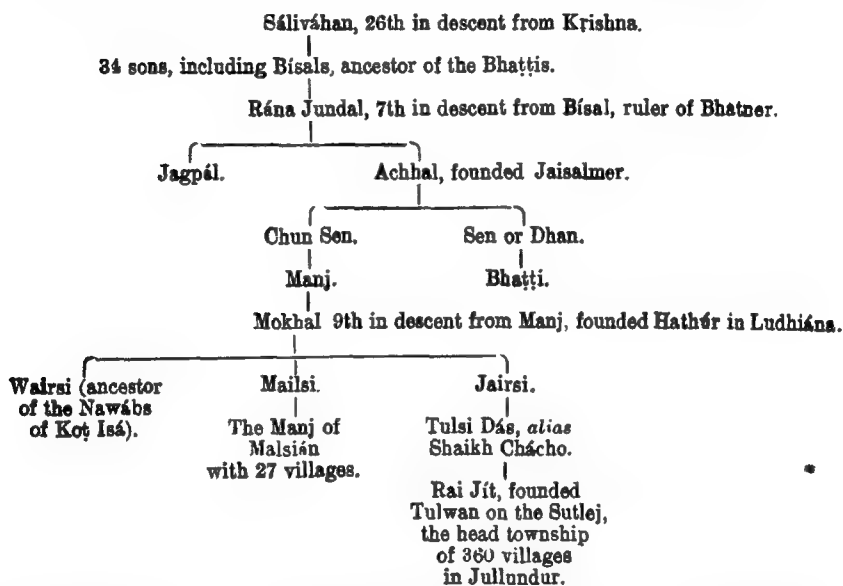 Sáliváhan, 26th in descent from Kṛishna.
34 sons, including Bísals, ancestor of the Bhaṭṭis.
Rána Jundal, 7th in descent from Bísal, ruler of Bhatner.
Jagpál. Achhal, founded Jaisalmer.
Chun Sen. Sen or Dhan.
Manj. Bhaṭṭi.
Mokhal 9th in descent from Manj, founded Hathúr in Ludhiána.
Wairsi (ancestor
of the Nawábs
of Koṭ Isá).
Mailsi.
The Manj of
Malsián
with 27 villages.
Jairsi.
Tulsi Dás, alias
Shaikh Chácho.
Rai Jít, founded
Tulwan on the Sutlej,
the head township
of 360 villages
in Jullundur.